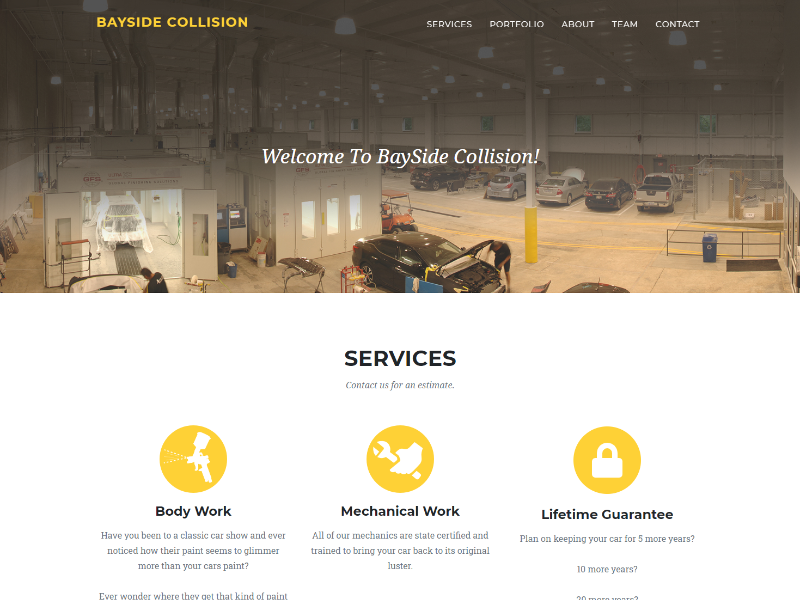 BAYSIDE COLLISION
SERVICES PORTFOLIO ABOUT TEAM CONTACT
Welcome To BaySide Collision!
SERVICES
Contact us for an estimate.
Body Work
Have you been to a classic car show and ever
noticed how their paint seems to glimmer
more than your cars paint?
Ever wonder where they get that kind of paint
Mechanical Work
All of our mechanics are state certified and
trained to bring your car back to its original
luster.
Lifetime Guarantee
Plan on keeping your car for 5 more years?
10 more years?
20 more years?